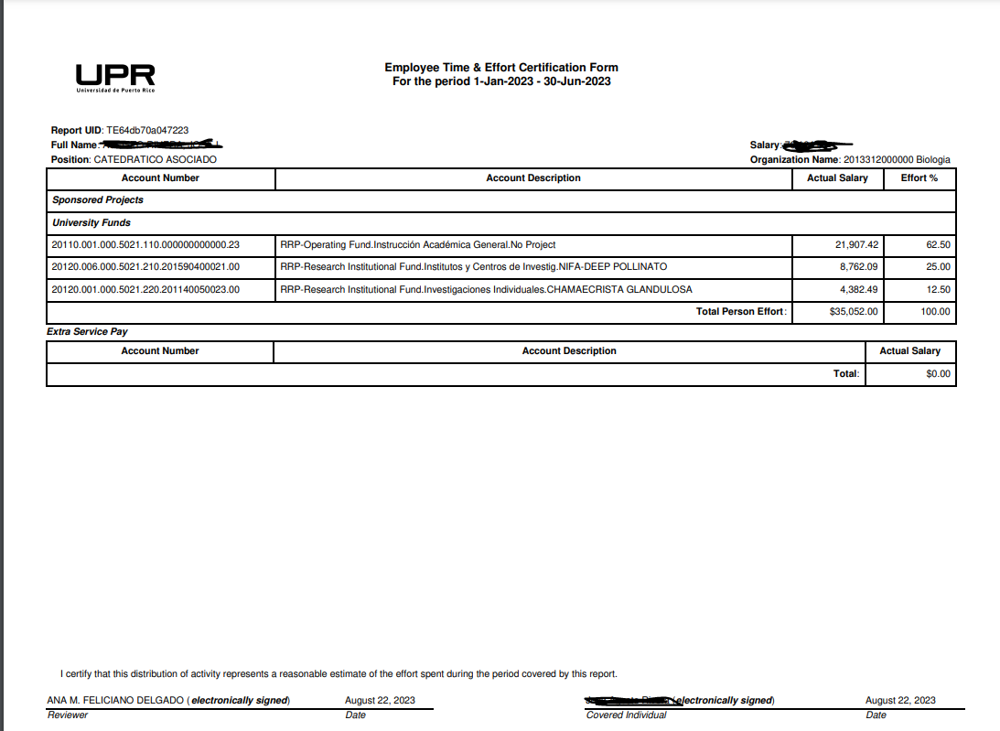 UPR
Universidad de Puerto Rico
Employee Time & Effort Certification Form
For the period 1-Jan-2023 - 30-Jun-2023
Report UID: TE64db70a047223
Full Name:
Salary:
Position: CATEDRATICO ASOCIADO
Organization Name: 2013312000000 Biologia
Account Number Account Description Actual Salary Effort %
Sponsored Projects
University Funds
20110.001.000.5021.110.000000000000.23 RRP-Operating Fund.Instrucción Académica General.No Project 21,907.42 62.50
20120.006.000.5021.210.201590400021.00 RRP-Research Institutional Fund.Institutos y Centros de Investig.NIFA-DEEP POLLINATO 8,762.09 25.00
20120.001.000.5021.220.201140050023.00 RRP-Research Institutional Fund.Investigaciones Individuales.CHAMAECRISTA GLANDULOSA 4,382.49 12.50
Total Person Effort: $35,052.00 100.00
Extra Service Pay
Account Number Account Description Actual Salary
Total: $0.00
I certify that this distribution of activity represents a reasonable estimate of the effort spent during the period covered by this report.
ANA M. FELICIANO DELGADO (electronically signed) August 22, 2023
(electronically signed) August 22, 2023
Reviewer Date
Covered Individual Date